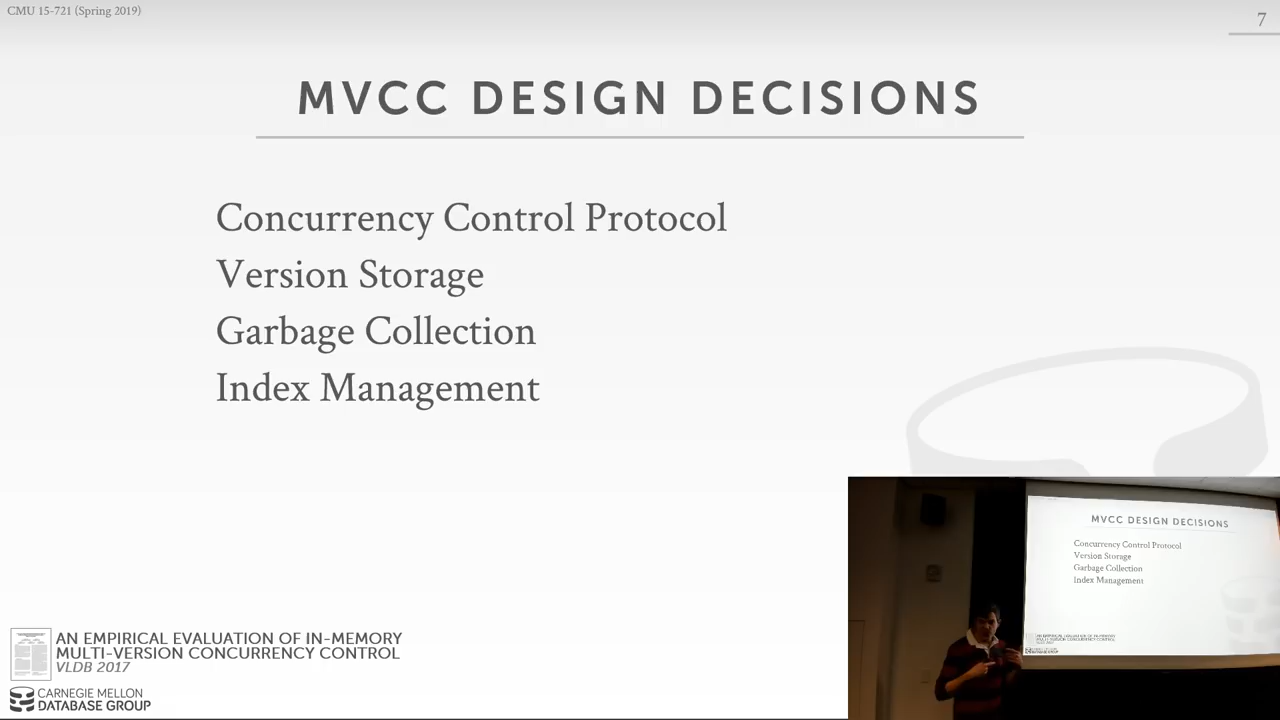 CMU 15-721 (Spring 2019)
7
MVCC DESIGN DECISIONS
Concurrency Control Protocol
Version Storage
Garbage Collection
Index Management
AN EMPIRICAL EVALUATION OF IN-MEMORY
MULTI-VERSION CONCURRENCY CONTROL
VLDB 2017
CARNEGIE MELLON
DATABASE GROUP
MVCC DESIGN DECISIONS
Concurrency Control Protocol
Version Storage
Garbage Collection
Index Management